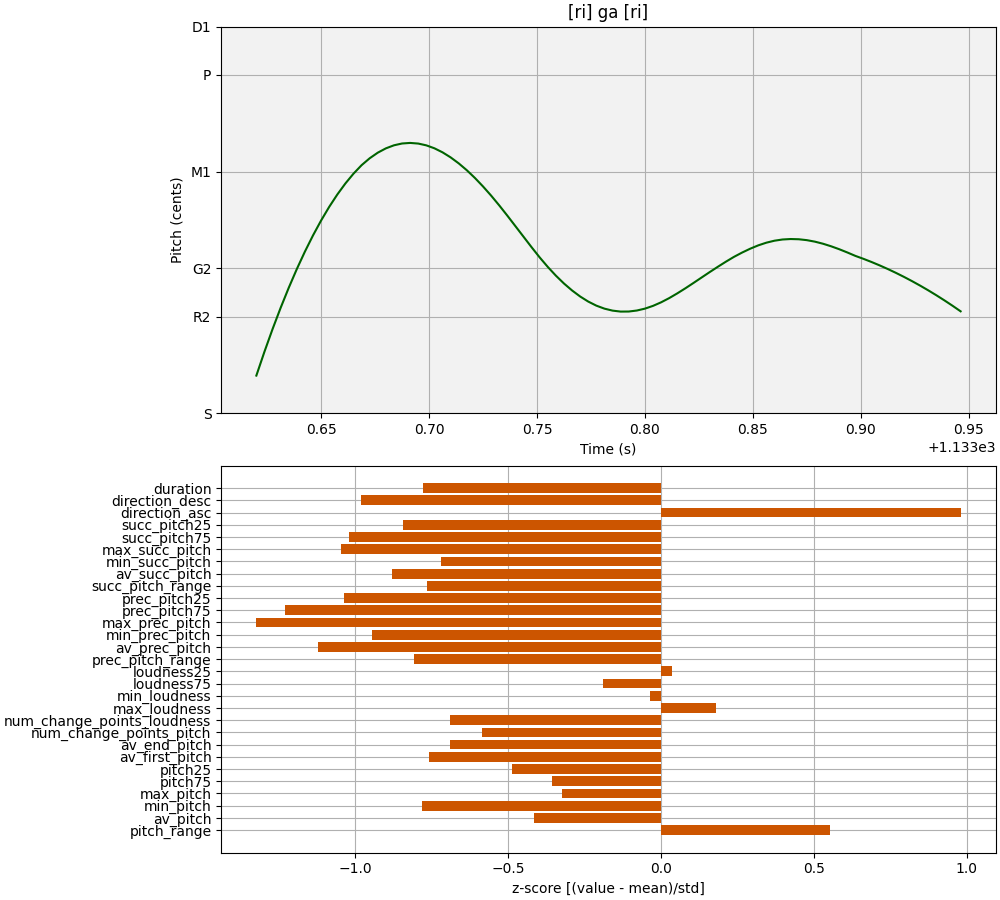 [ri] ga [ri]
D1
P
M1
G2
R2
S
Pitch (cents)
0.65 0.70 0.75 0.80 0.85 0.90 0.95
Time (s)
+1.133e3
duration
direction_desc
direction_asc
succ_pitch25
succ_pitch75
max_succ_pitch
min_succ_pitch
av_succ_pitch
succ_pitch_range
prec_pitch25
prec_pitch75
max_prec_pitch
min_prec_pitch
av_prec_pitch
prec_pitch_range
loudness25
loudness75
min_loudness
max_loudness
num_change_points_loudness
num_change_points_pitch
av_end_pitch
av_first_pitch
pitch25
pitch75
max_pitch
min_pitch
av_pitch
pitch_range
−1.0 −0.5 0.0 0.5 1.0
z-score [(value - mean)/std]